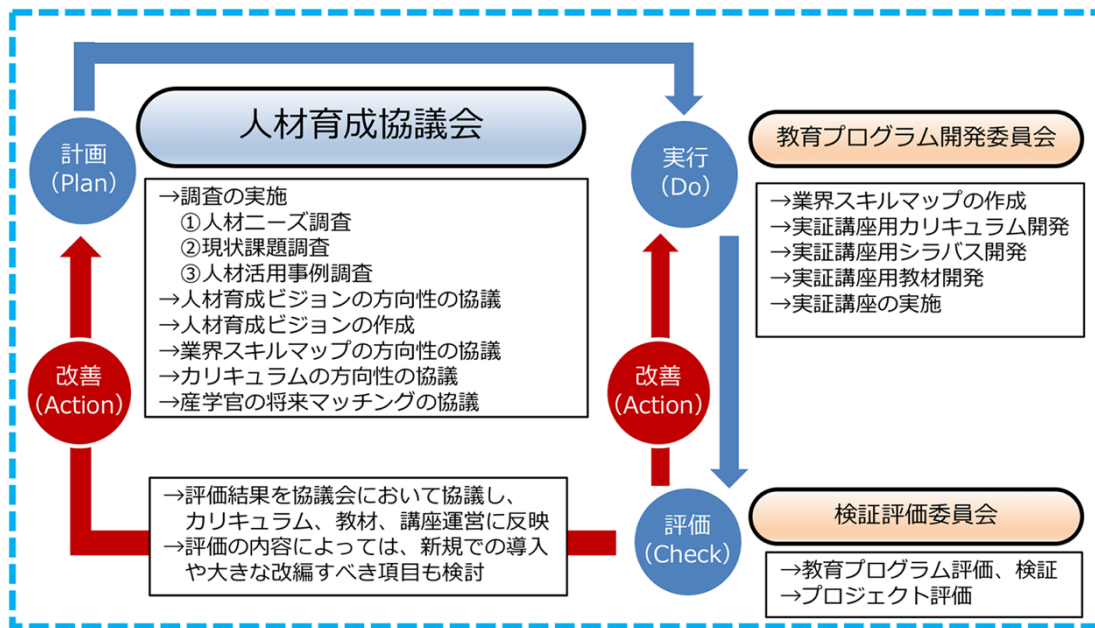 人材育成協議会
計画
(Plan)
→調査の実施
①人材ニーズ調査
②現状課題調査
③人材活用事例調査
→人材育成ビジョンの方向性の協議
→人材育成ビジョンの作成
→業界スキルマップの方向性の協議
→カリキュラムの方向性の協議
→産学官の将来マッチングの協議
実行
(Do)
教育プログラム開発委員会
→業界スキルマップの作成
→実証講座用カリキュラム開発
→実証講座用シラバス開発
→実証講座用教材開発
→実証講座の実施
改善
(Action)
改善
(Action)
→評価結果を協議会において協議し、
カリキュラム、教材、講座運営に反映
→評価の内容によっては、新規での導入
や大きな改編すべき項目も検討
評価
(Check)
検証評価委員会
→教育プログラム評価、検証
→プロジェクト評価